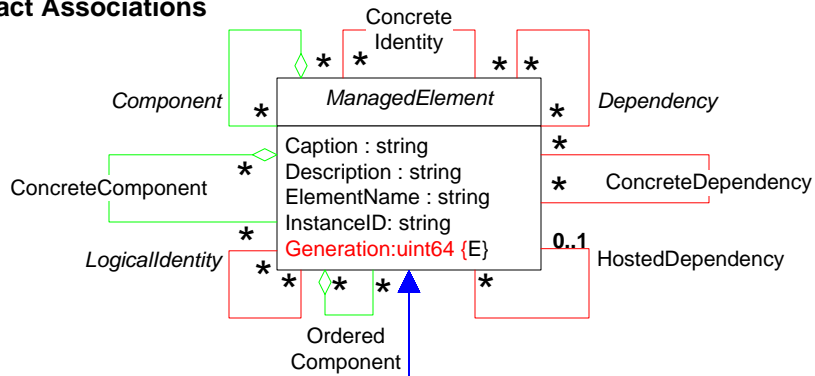 act Associations
Concrete
Identity
* * * *
Component
ManagedElement
Dependency
* *
Caption : string
*
Description : string
*
ConcreteComponent
ElementName : string
*
ConcreteDependency
InstanceID: string
*
Generation:uint64 {E}
0..1
LogicalIdentity
HostedDependency
* * * * *
Ordered
Component